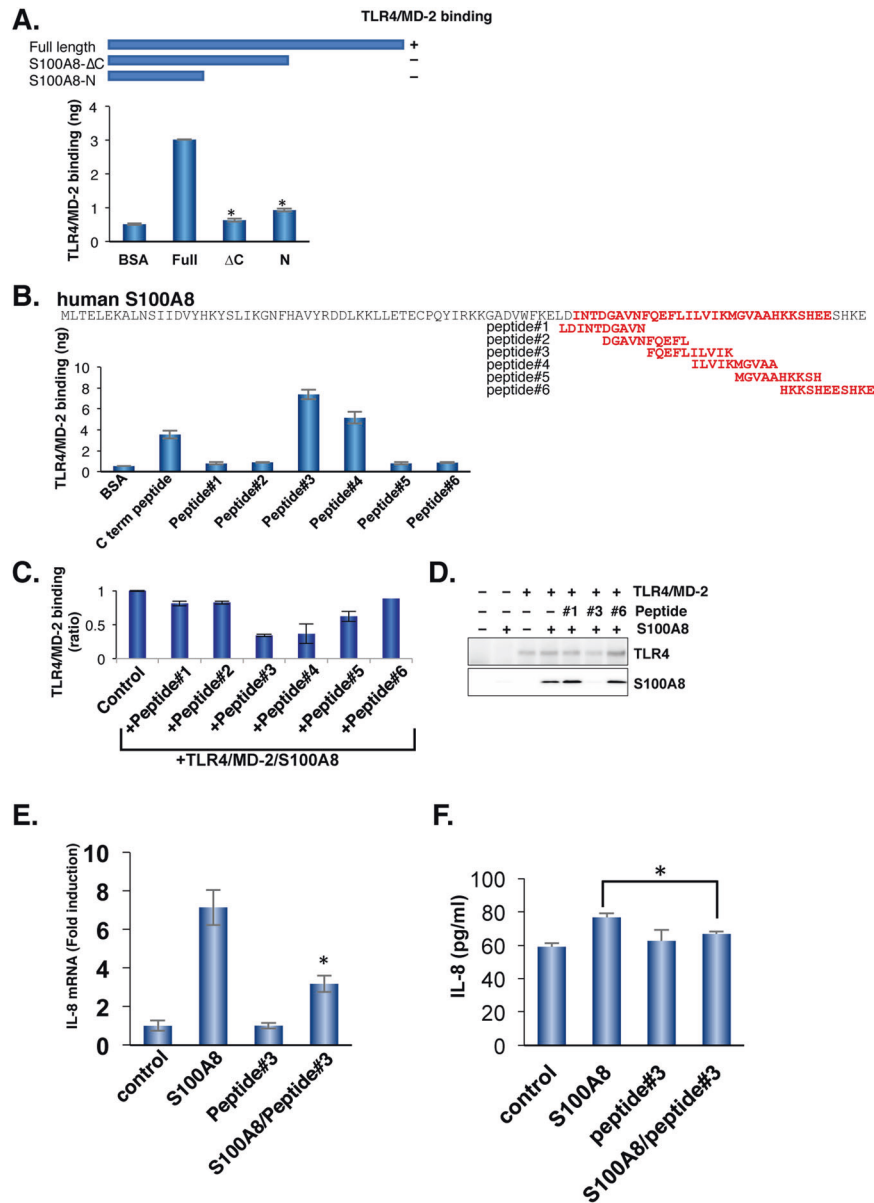 A.
TLR4/MD-2 binding
Full length +
S100A8-ΔC −
S100A8-N −
TLR4/MD-2 binding (ng)
4
3
2
1
0
* *
BSA Full ΔC N
B.
human S100A8
MLTELEKALNSIIDVYHKYSLIKGNFHAVYRDDLKKLLETECPQYIRKKGADVWFKELDINTDGAVNFQEFLILVIKMGVAAHKKSHEESHKE
peptide#1 LDINTDGAVN
peptide#2 DGAVNFQEFL
peptide#3 FQEFLILVIK
peptide#4 ILVIKMGVAA
peptide#5 MGVAAHKKSH
peptide#6 HKKSHEESHKE
TLR4/MD-2 binding (ng)
10
8
6
4
2
0
BSA C term peptide Peptide#1 Peptide#2 Peptide#3 Peptide#4 Peptide#5 Peptide#6
C.
TLR4/MD-2 binding
(ratio)
1
0.5
0
Control +Peptide#1 +Peptide#2 +Peptide#3 +Peptide#4 +Peptide#5 +Peptide#6
+TLR4/MD-2/S100A8
D.
− − + + + + + TLR4/MD-2
− − − − #1 #3 #6 Peptide
− + − + + + + S100A8
TLR4
S100A8
E.
IL-8 mRNA (Fold induction)
10
8
6
4
2
0
*
control S100A8 Peptide#3 S100A8/Peptide#3
F.
IL-8 (pg/ml)
100
80
60
40
20
0
*
control S100A8 peptide#3 S100A8/peptide#3